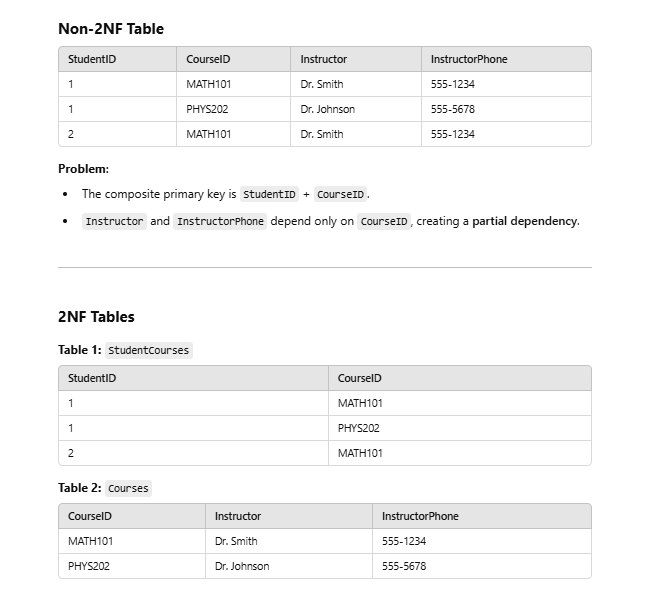 Non-2NF Table
StudentID CourseID Instructor InstructorPhone
1 MATH101 Dr. Smith 555-1234
1 PHYS202 Dr. Johnson 555-5678
2 MATH101 Dr. Smith 555-1234
Problem:
• The composite primary key is StudentID + CourseID.
• Instructor and InstructorPhone depend only on CourseID, creating a partial dependency.
2NF Tables
Table 1: StudentCourses
StudentID CourseID
1 MATH101
1 PHYS202
2 MATH101
Table 2: Courses
CourseID Instructor InstructorPhone
MATH101 Dr. Smith 555-1234
PHYS202 Dr. Johnson 555-5678